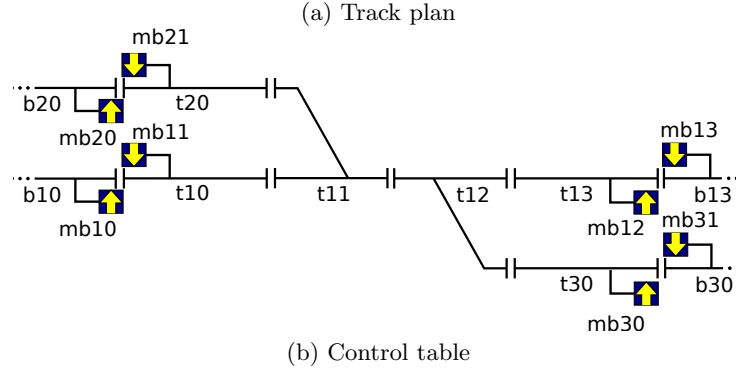 (a) Track plan
mb21
b20
t20
mb20
mb11
mb13
b10
t10
t11
t12
t13
b13
mb10
mb12
mb31
t30
b30
mb30
(b) Control table